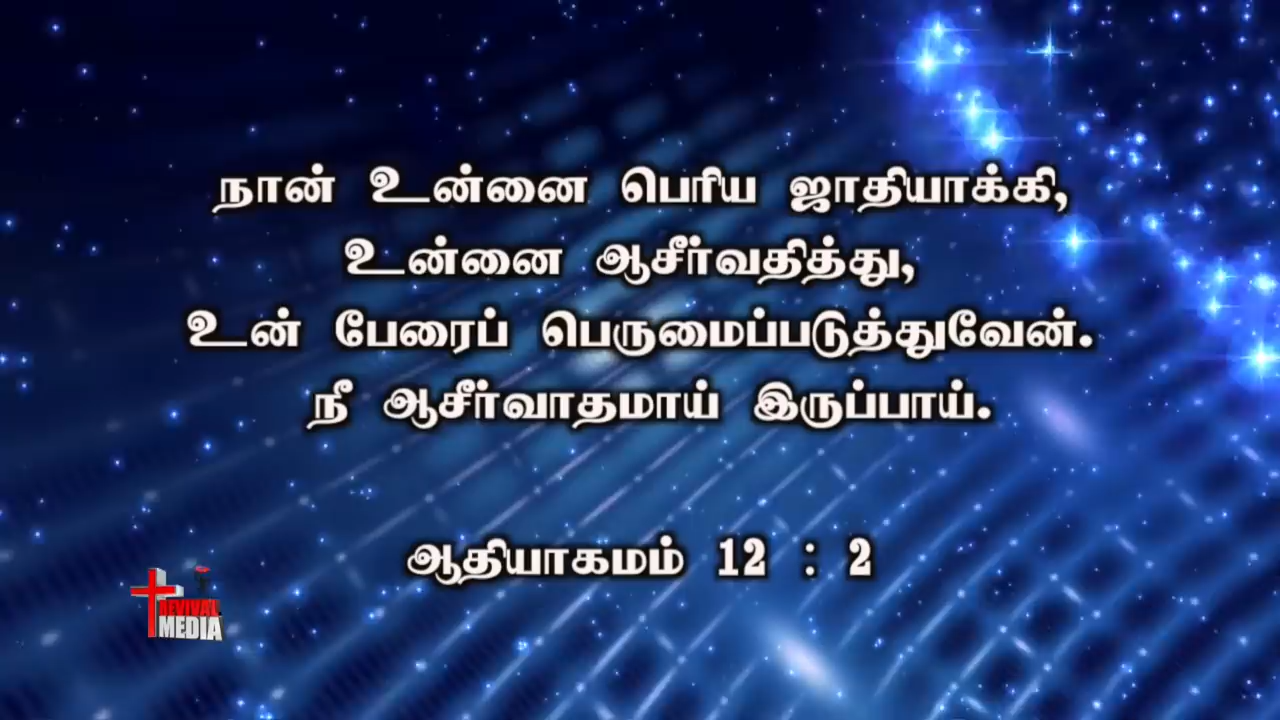 நான் உன்னை பெரிய ஜாதியாக்கி,
உன்னை ஆசீர்வதித்து,
உன் பேரைப் பெருமைப்படுத்துவேன்.
நீ ஆசீர்வாதமாய் இருப்பாய்.
ஆதியாகமம் 12 : 2
REVIVAL
MEDIA